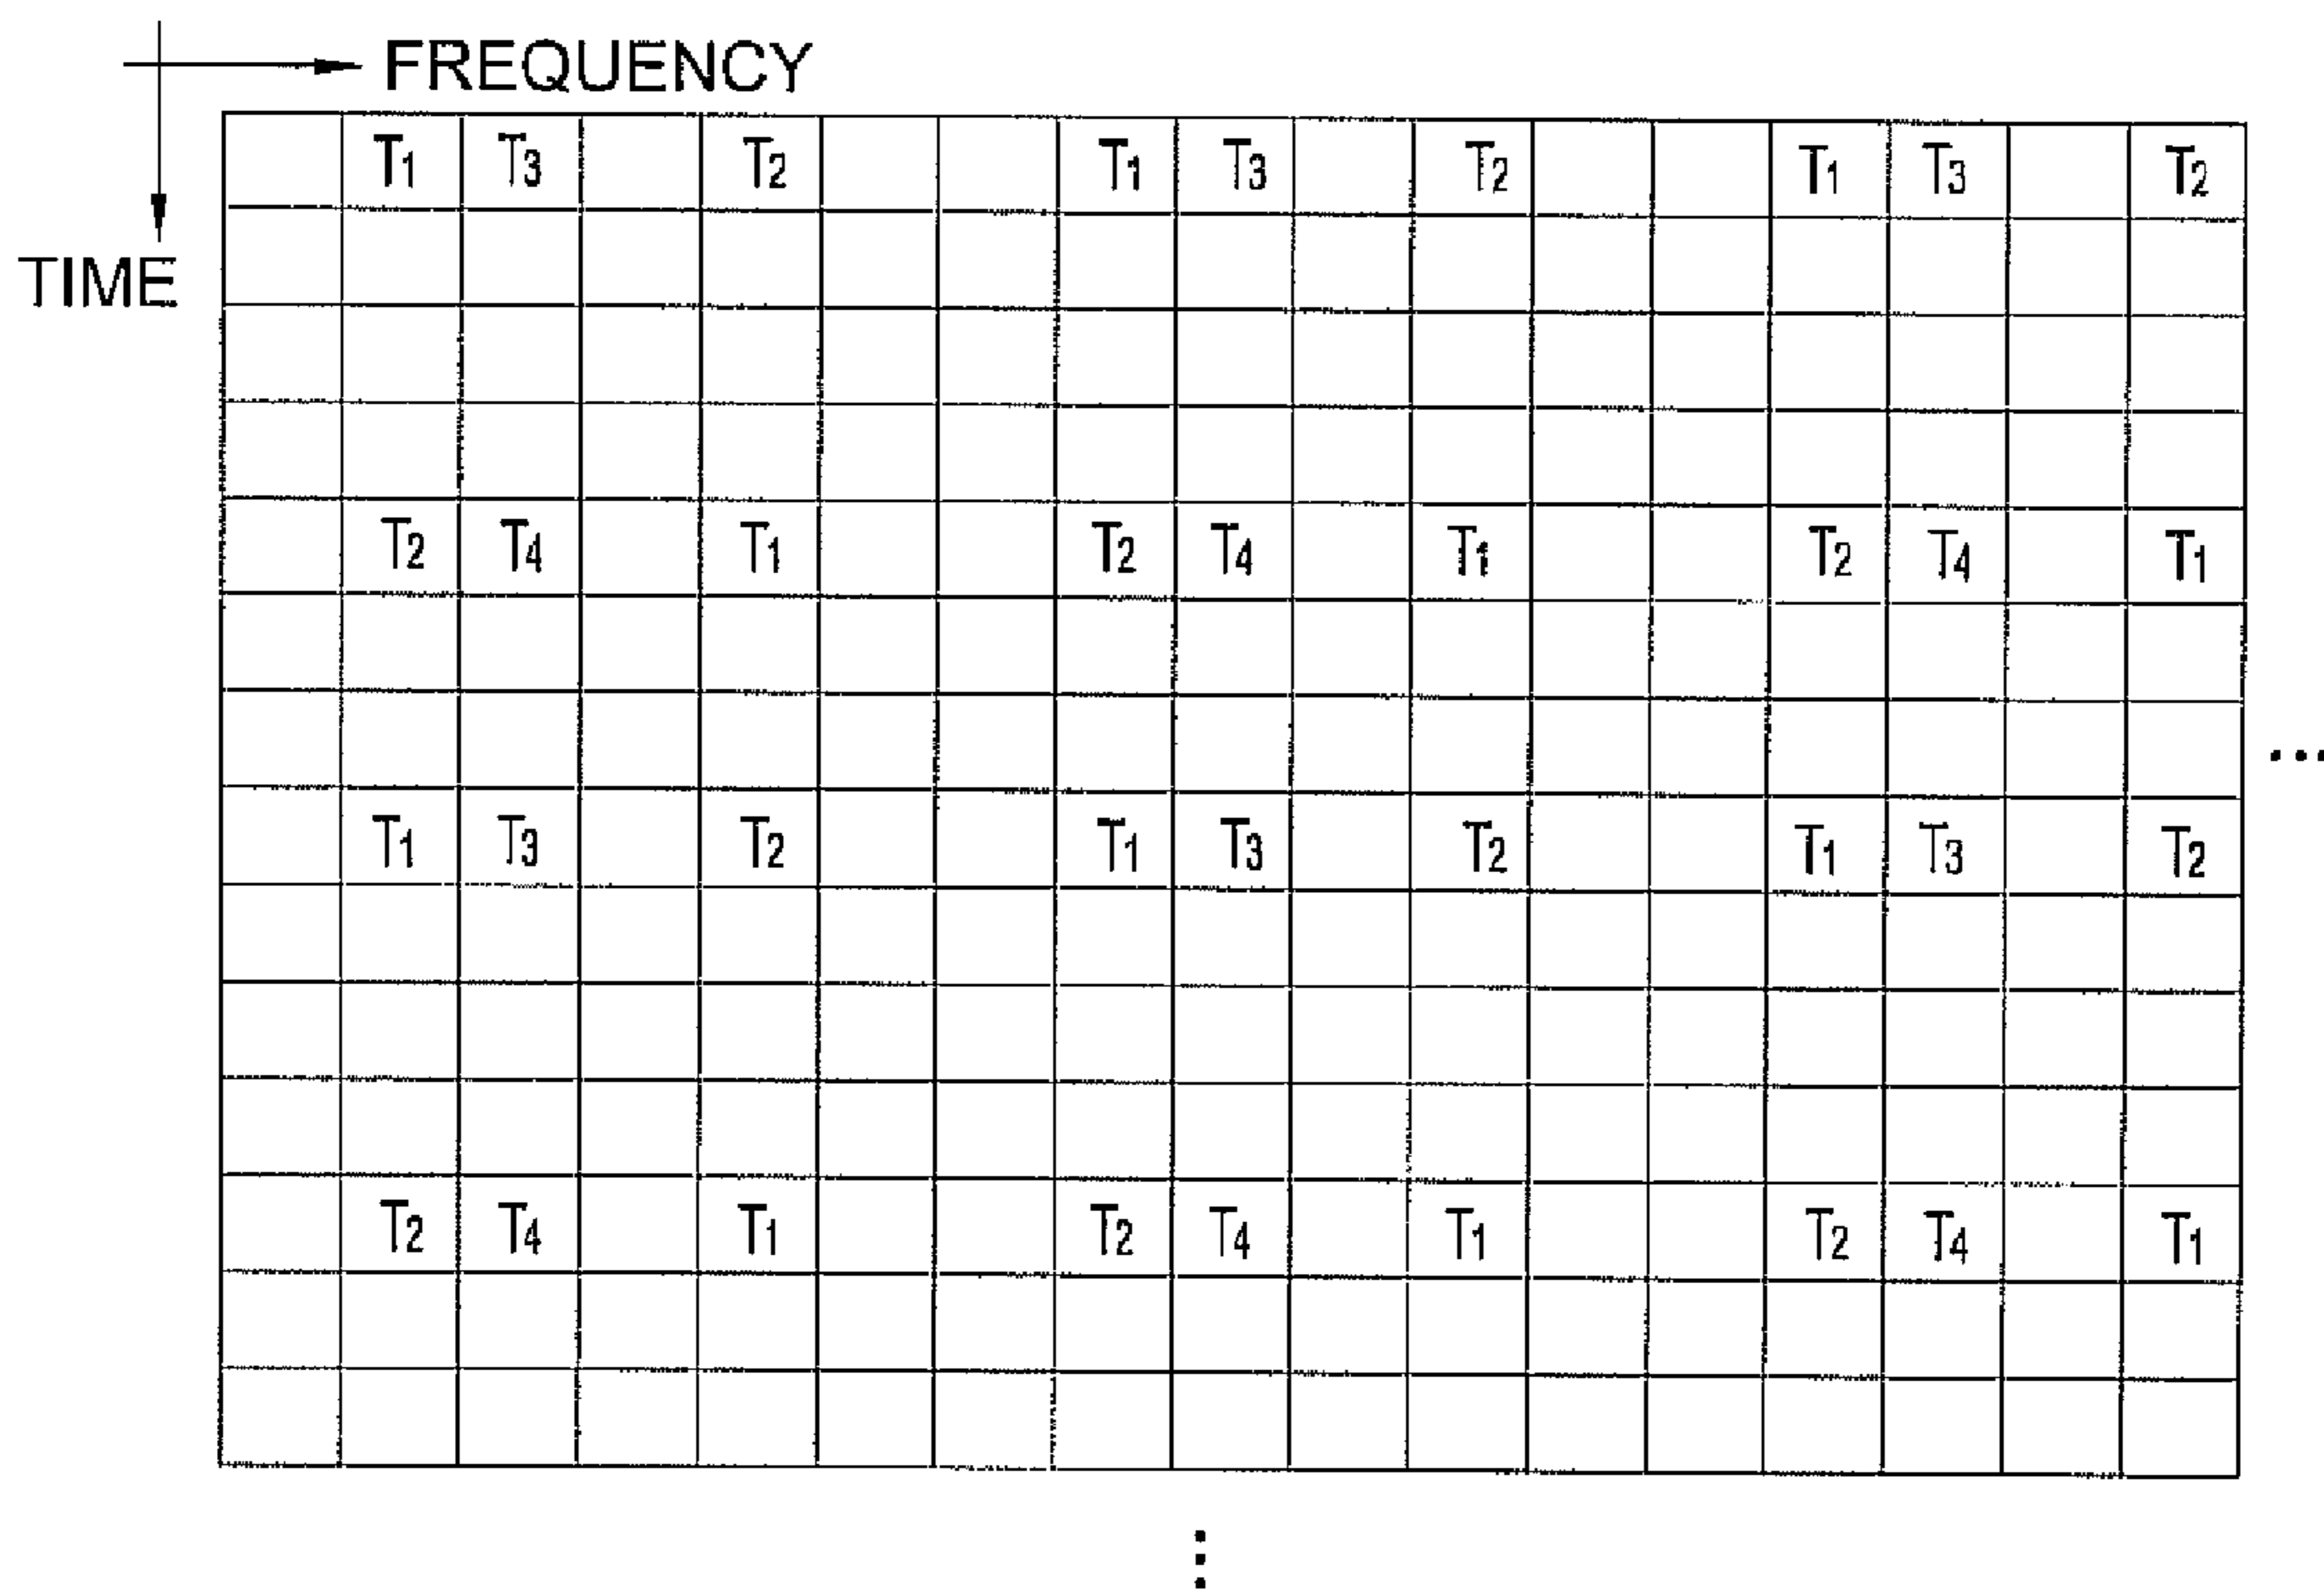 FREQUENCY
TIME
T1 T3 T2 T1 T3 T2 T1 T3 T2
T2 T4 T1 T2 T4 T1 T2 T4 T1
...
T1 T3 T2 T1 T3 T2 T1 T3 T2
T2 T4 T1 T2 T4 T1 T2 T4 T1
⋮